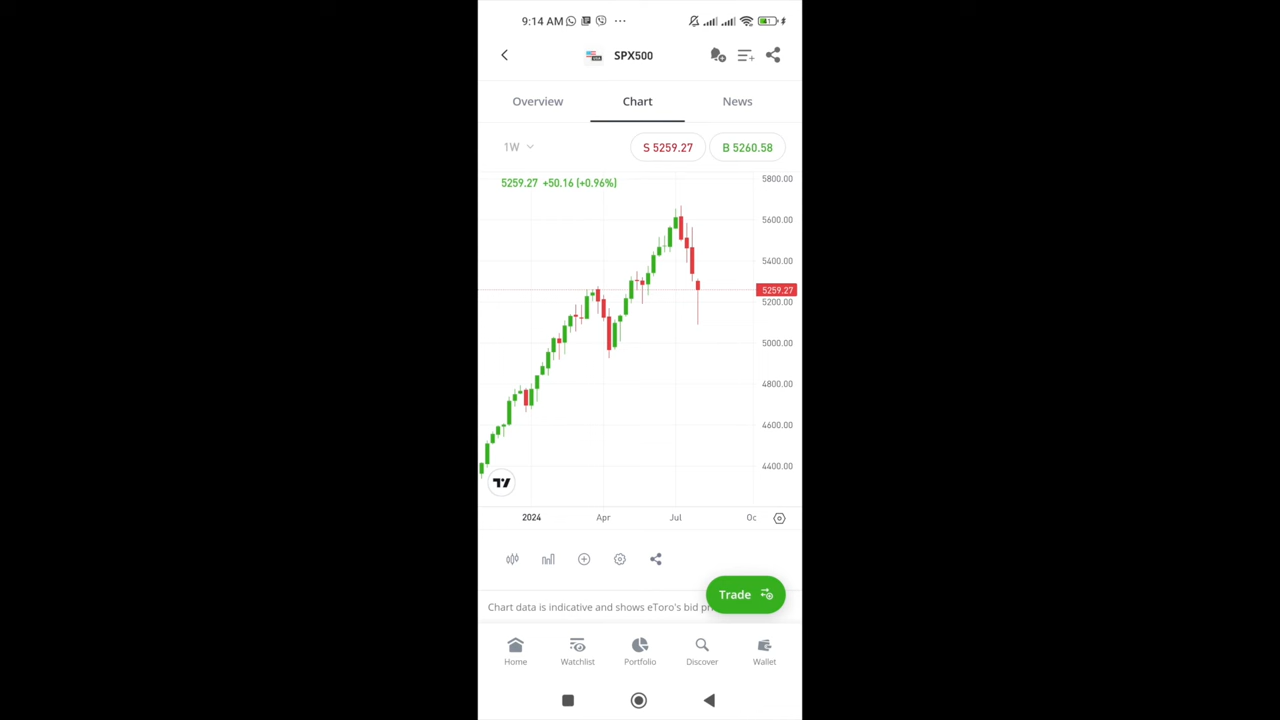 9:14 AM
SPX500
Overview Chart News
1W S 5259.27 B 5260.58
5259.27 +50.16 (+0.96%)
5800.00
5600.00
5400.00
5259.27
5200.00
5000.00
4800.00
4600.00
4400.00
2024 Apr Jul Oc
Trade
Chart data is indicative and shows eToro's bid pr
Home Watchlist Portfolio Discover Wallet